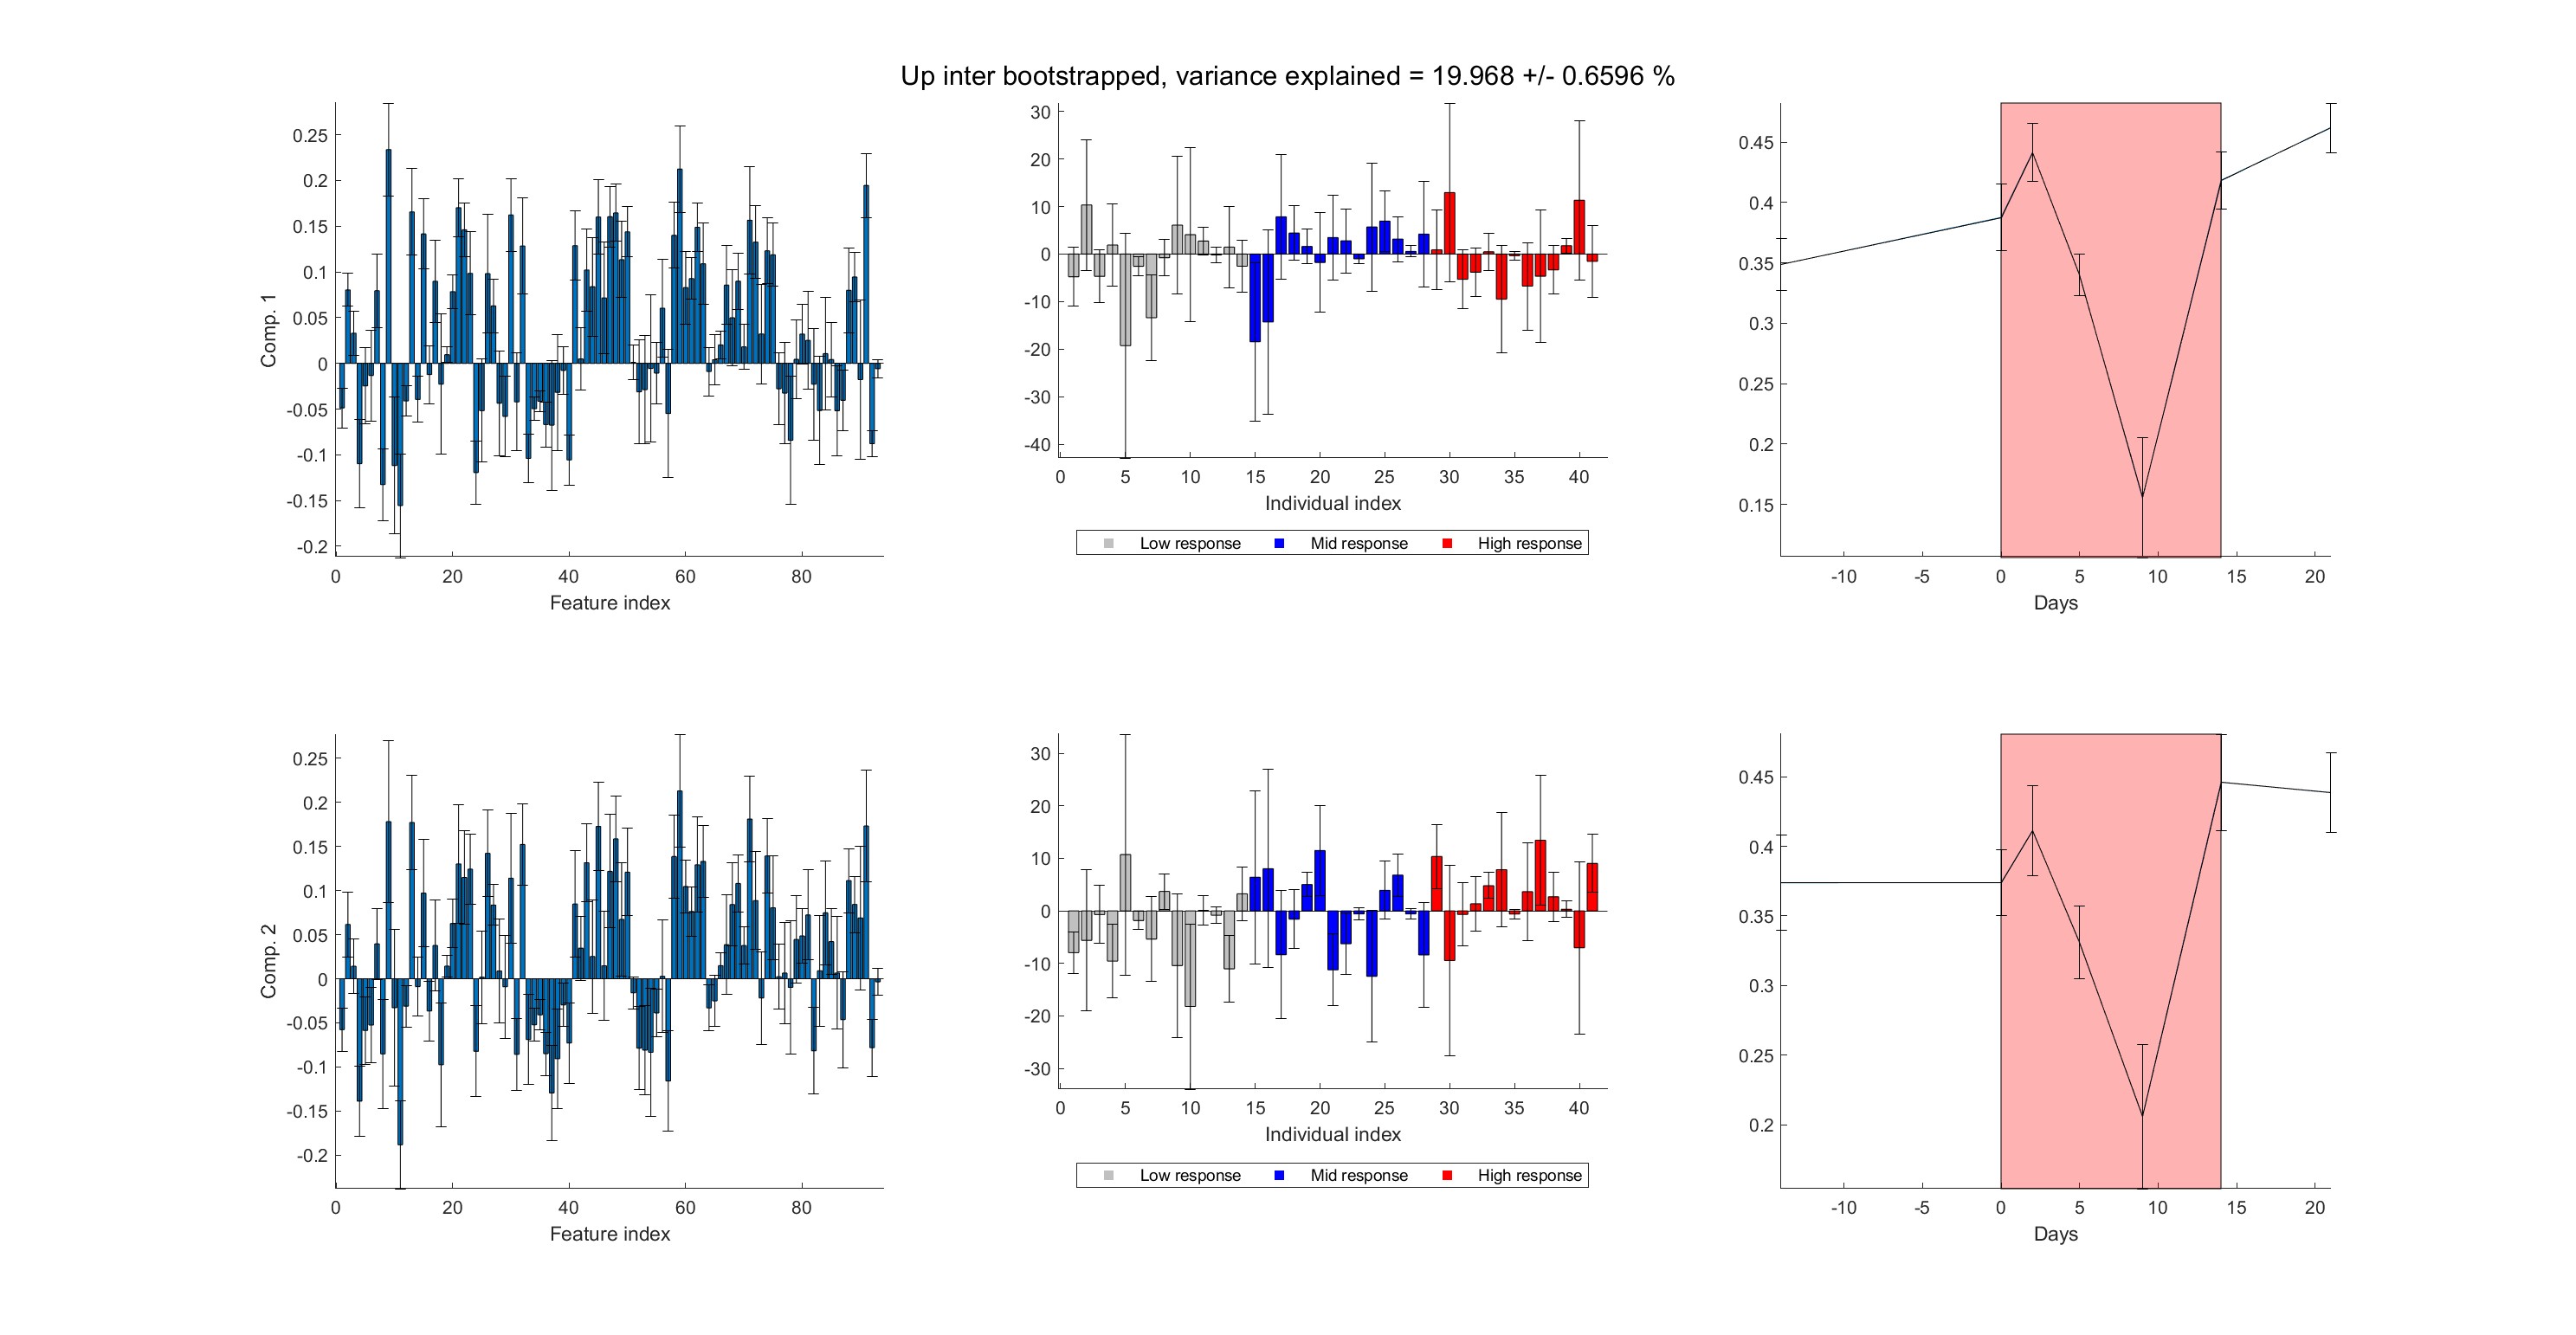 Up inter bootstrapped, variance explained = 19.968 +/- 0.6596 %
Comp. 1
0.25
0.2
0.15
0.1
0.05
0
-0.05
-0.1
-0.15
-0.2
0 20 40 60 80
Feature index
30
20
10
0
-10
-20
-30
-40
0 5 10 15 20 25 30 35 40
Individual index
Low response Mid response High response
0.45
0.4
0.35
0.3
0.25
0.2
0.15
-10 -5 0 5 10 15 20
Days
Comp. 2
0.25
0.2
0.15
0.1
0.05
0
-0.05
-0.1
-0.15
-0.2
0 20 40 60 80
Feature index
30
20
10
0
-10
-20
-30
0 5 10 15 20 25 30 35 40
Individual index
Low response Mid response High response
0.45
0.4
0.35
0.3
0.25
0.2
-10 -5 0 5 10 15 20
Days